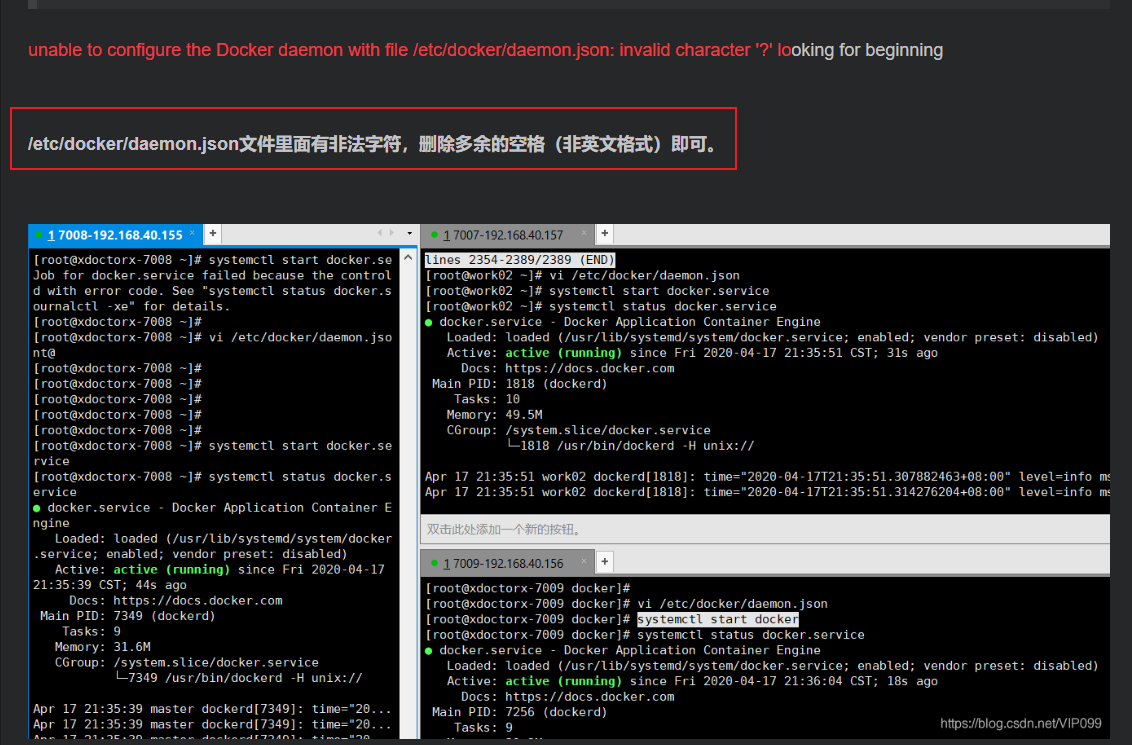 unable to configure the Docker daemon with file /etc/docker/daemon.json: invalid character '?' looking for beginning
/etc/docker/daemon.json文件里面有非法字符，删除多余的空格（非英文格式）即可。
1 7008-192.168.40.155 × +
[root@xdoctorx-7008 ~]# systemctl start docker.se
Job for docker.service failed because the control
d with error code. See "systemctl status docker.s
ournalctl -xe" for details.
[root@xdoctorx-7008 ~]#
[root@xdoctorx-7008 ~]# vi /etc/docker/daemon.jso
nt@
[root@xdoctorx-7008 ~]#
[root@xdoctorx-7008 ~]#
[root@xdoctorx-7008 ~]#
[root@xdoctorx-7008 ~]#
[root@xdoctorx-7008 ~]#
[root@xdoctorx-7008 ~]# systemctl start docker.se
rvice
[root@xdoctorx-7008 ~]# systemctl status docker.s
ervice
● docker.service - Docker Application Container E
ngine
Loaded: loaded (/usr/lib/systemd/system/docker
.service; enabled; vendor preset: disabled)
Active: active (running) since Fri 2020-04-17
21:35:39 CST; 44s ago
Docs: https://docs.docker.com
Main PID: 7349 (dockerd)
Tasks: 9
Memory: 31.6M
CGroup: /system.slice/docker.service
└─7349 /usr/bin/dockerd -H unix://
Apr 17 21:35:39 master dockerd[7349]: time="20...
Apr 17 21:35:39 master dockerd[7349]: time="20...
Apr 17 21:35:39 master dockerd[7349]: time="20...
1 7007-192.168.40.157 × +
lines 2354-2389/2389 (END)
[root@work02 ~]# vi /etc/docker/daemon.json
[root@work02 ~]# systemctl start docker.service
[root@work02 ~]# systemctl status docker.service
● docker.service - Docker Application Container Engine
Loaded: loaded (/usr/lib/systemd/system/docker.service; enabled; vendor preset: disabled)
Active: active (running) since Fri 2020-04-17 21:35:51 CST; 31s ago
Docs: https://docs.docker.com
Main PID: 1818 (dockerd)
Tasks: 10
Memory: 49.5M
CGroup: /system.slice/docker.service
└─1818 /usr/bin/dockerd -H unix://
Apr 17 21:35:51 work02 dockerd[1818]: time="2020-04-17T21:35:51.307882463+08:00" level=info ms
Apr 17 21:35:51 work02 dockerd[1818]: time="2020-04-17T21:35:51.314276204+08:00" level=info ms
双击此处添加一个新的按钮。
1 7009-192.168.40.156 × +
[root@xdoctorx-7009 docker]#
[root@xdoctorx-7009 docker]# vi /etc/docker/daemon.json
[root@xdoctorx-7009 docker]# systemctl start docker
[root@xdoctorx-7009 docker]# systemctl status docker.service
● docker.service - Docker Application Container Engine
Loaded: loaded (/usr/lib/systemd/system/docker.service; enabled; vendor preset: disabled)
Active: active (running) since Fri 2020-04-17 21:36:04 CST; 18s ago
Docs: https://docs.docker.com
Main PID: 7256 (dockerd)
Tasks: 9
https://blog.csdn.net/VIP099